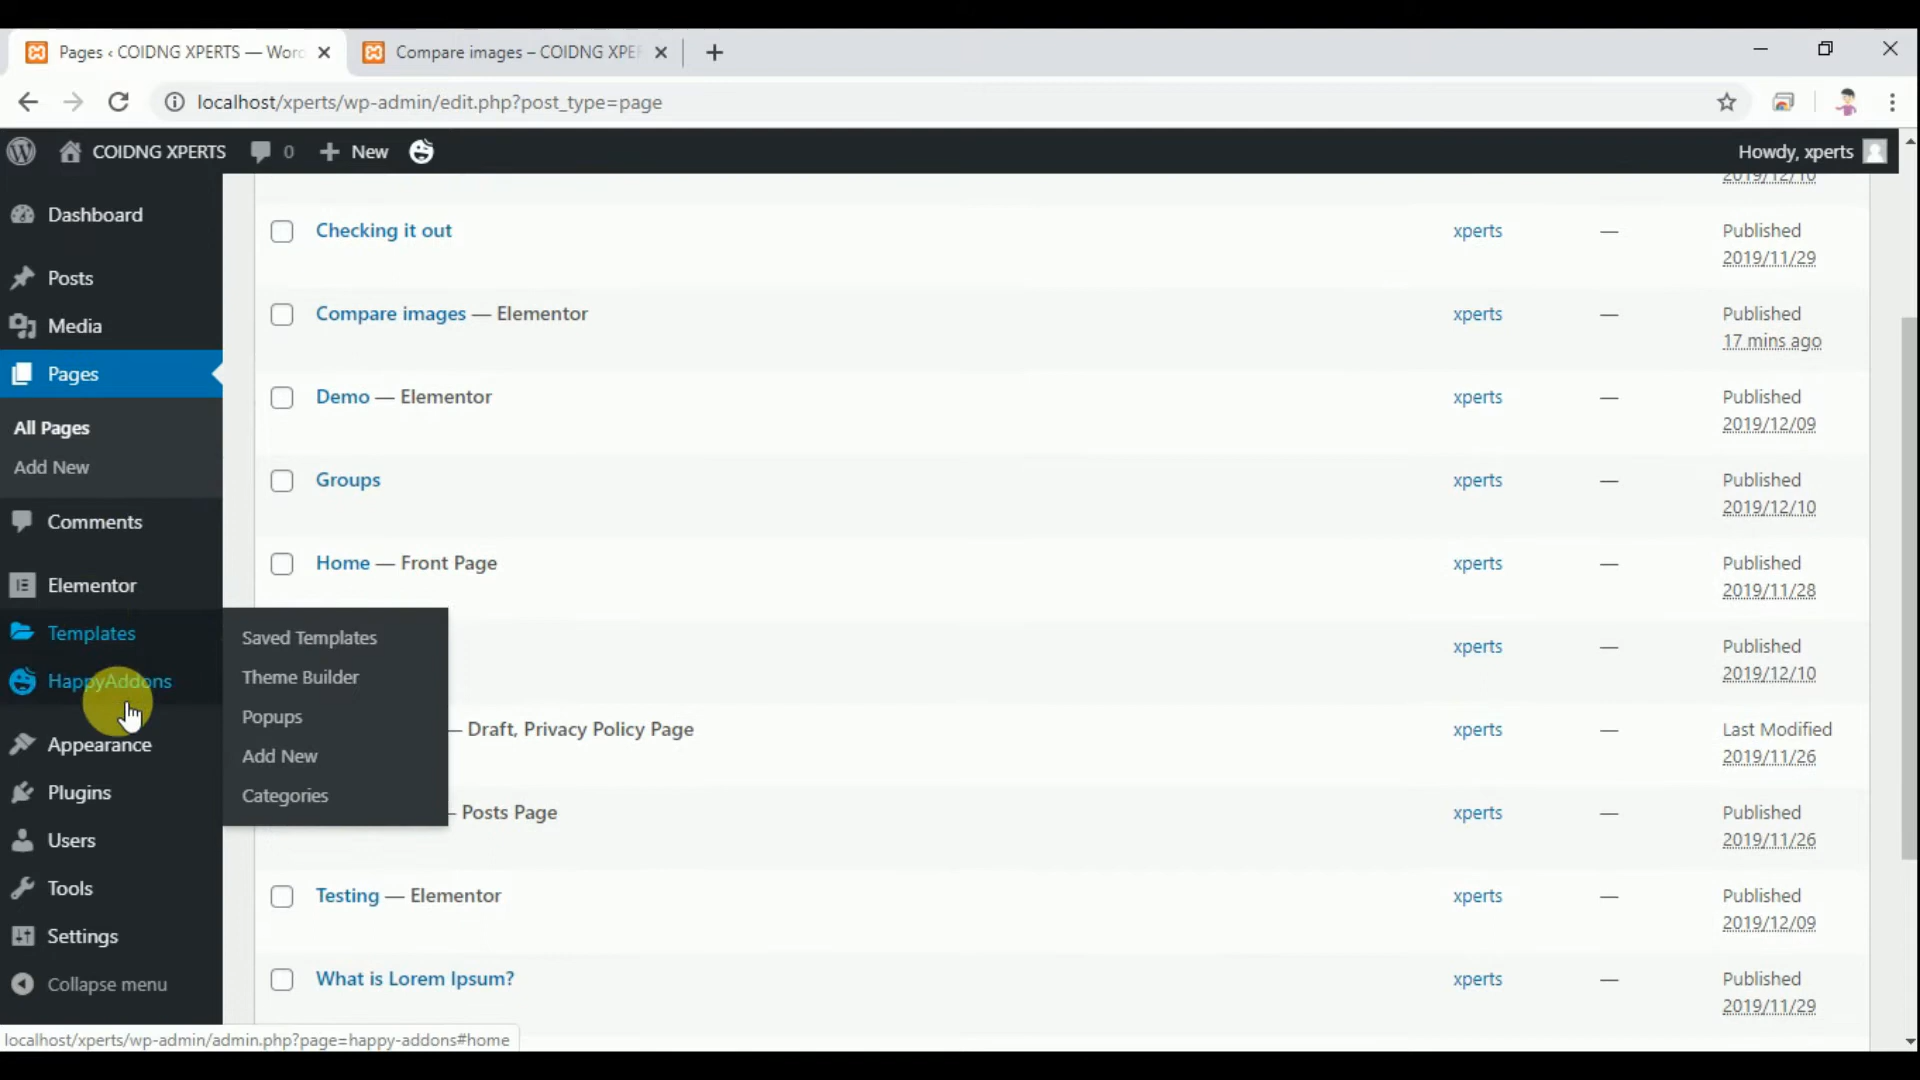 Pages ‹ COIDNG XPERTS — Wor
Compare images – COIDNG XPE
localhost/xperts/wp-admin/edit.php?post_type=page
COIDNG XPERTS
0
New
Howdy, xperts
Dashboard
Posts
Media
Pages
All Pages
Add New
Comments
Elementor
Templates
HappyAddons
Appearance
Plugins
Users
Tools
Settings
Collapse menu
Saved Templates
Theme Builder
Popups
Add New
Categories
2019/12/10
Checking it out
xperts
—
Published
2019/11/29
Compare images — Elementor
xperts
—
Published
17 mins ago
Demo — Elementor
xperts
—
Published
2019/12/09
Groups
xperts
—
Published
2019/12/10
Home — Front Page
xperts
—
Published
2019/11/28
xperts
—
Published
2019/12/10
— Draft, Privacy Policy Page
xperts
—
Last Modified
2019/11/26
— Posts Page
xperts
—
Published
2019/11/26
Testing — Elementor
xperts
—
Published
2019/12/09
What is Lorem Ipsum?
xperts
—
Published
2019/11/29
localhost/xperts/wp-admin/admin.php?page=happy-addons#home